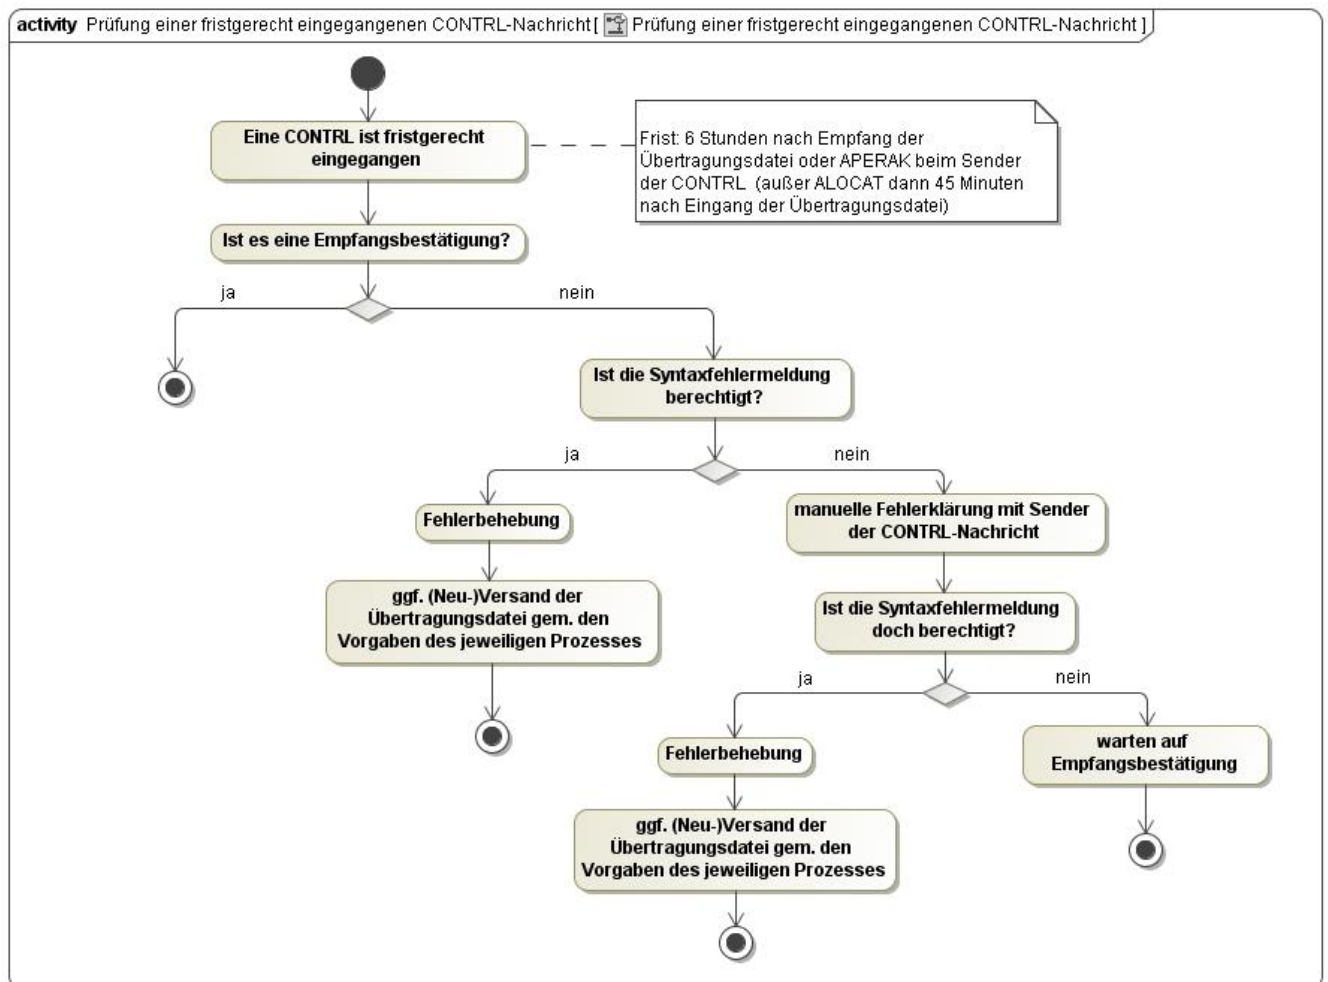 activity Prüfung einer fristgerecht eingegangenen CONTRL-Nachricht [ Prüfung einer fristgerecht eingegangenen CONTRL-Nachricht ]
Eine CONTRL ist fristgerecht
eingegangen
Frist: 6 Stunden nach Empfang der
Übertragungsdatei oder APERAK beim Sender
der CONTRL (außer ALOCAT dann 45 Minuten
nach Eingang der Übertragungsdatei)
Ist es eine Empfangsbestätigung?
ja
nein
Ist die Syntaxfehlermeldung
berechtigt?
ja
nein
Fehlerbehebung
manuelle Fehlerklärung mit Sender
der CONTRL-Nachricht
ggf. (Neu-)Versand der
Übertragungsdatei gem. den
Vorgaben des jeweiligen Prozesses
Ist die Syntaxfehlermeldung
doch berechtigt?
ja
nein
Fehlerbehebung
warten auf
Empfangsbestätigung
ggf. (Neu-)Versand der
Übertragungsdatei gem. den
Vorgaben des jeweiligen Prozesses